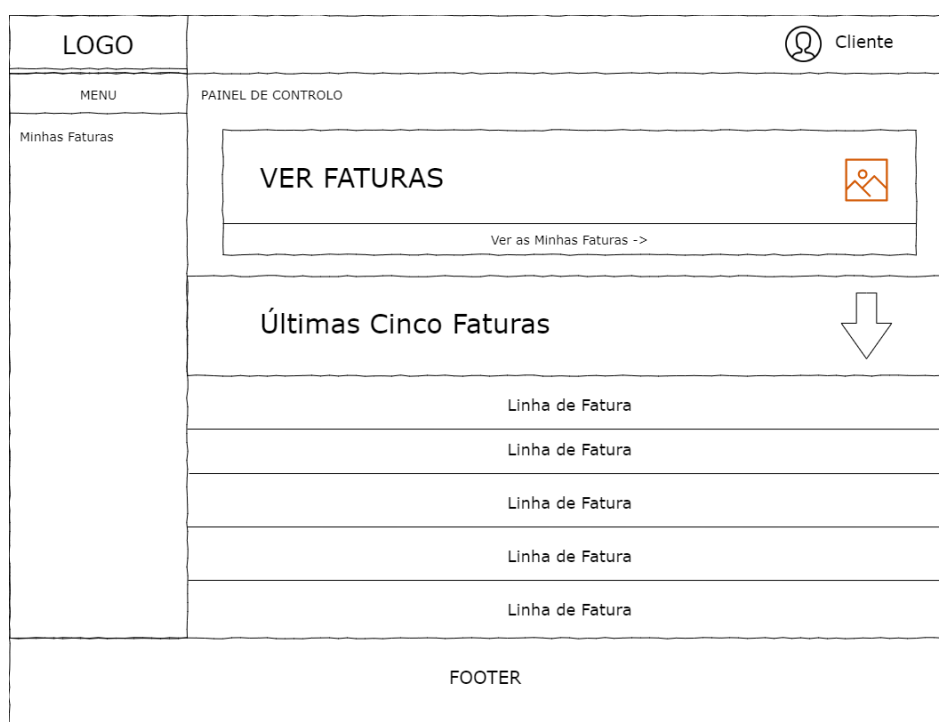 LOGO
Cliente
MENU
PAINEL DE CONTROLO
Minhas Faturas
VER FATURAS
Ver as Minhas Faturas ->
Últimas Cinco Faturas
Linha de Fatura
Linha de Fatura
Linha de Fatura
Linha de Fatura
Linha de Fatura
FOOTER